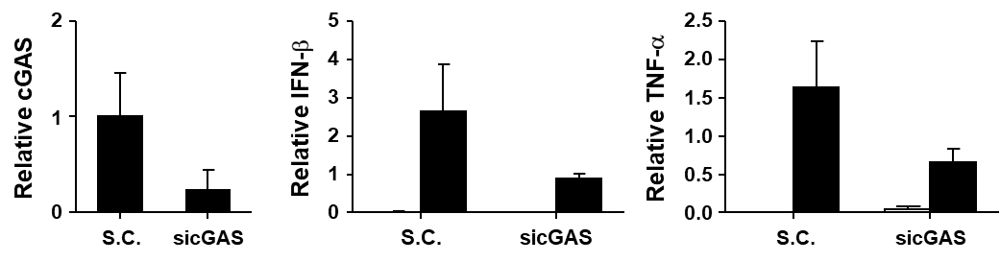 Relative cGAS
2
1
0
S.C. sicGAS
Relative IFN-β
5
4
3
2
1
0
S.C. sicGAS
Relative TNF-α
2.5
2.0
1.5
1.0
0.5
0.0
S.C. sicGAS